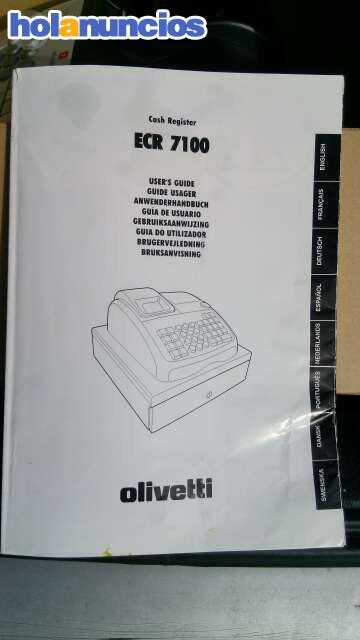 holanuncios
Cash Register
ECR 7100
USER'S GUIDE
GUIDE USAGER
ANWENDERHANDBUCH
GUIA DE USUARIO
GEBRUIKSAANWIJZING
GUIA DO UTILIZADOR
BRUGERVEJLEDNING
BRUKSANVISNING
ENGLISH
FRANÇAIS
DEUTSCH
ESPAÑOL
NEDERLANDS
PORTUGUÊS
DANSK
SWENSKA
olivetti